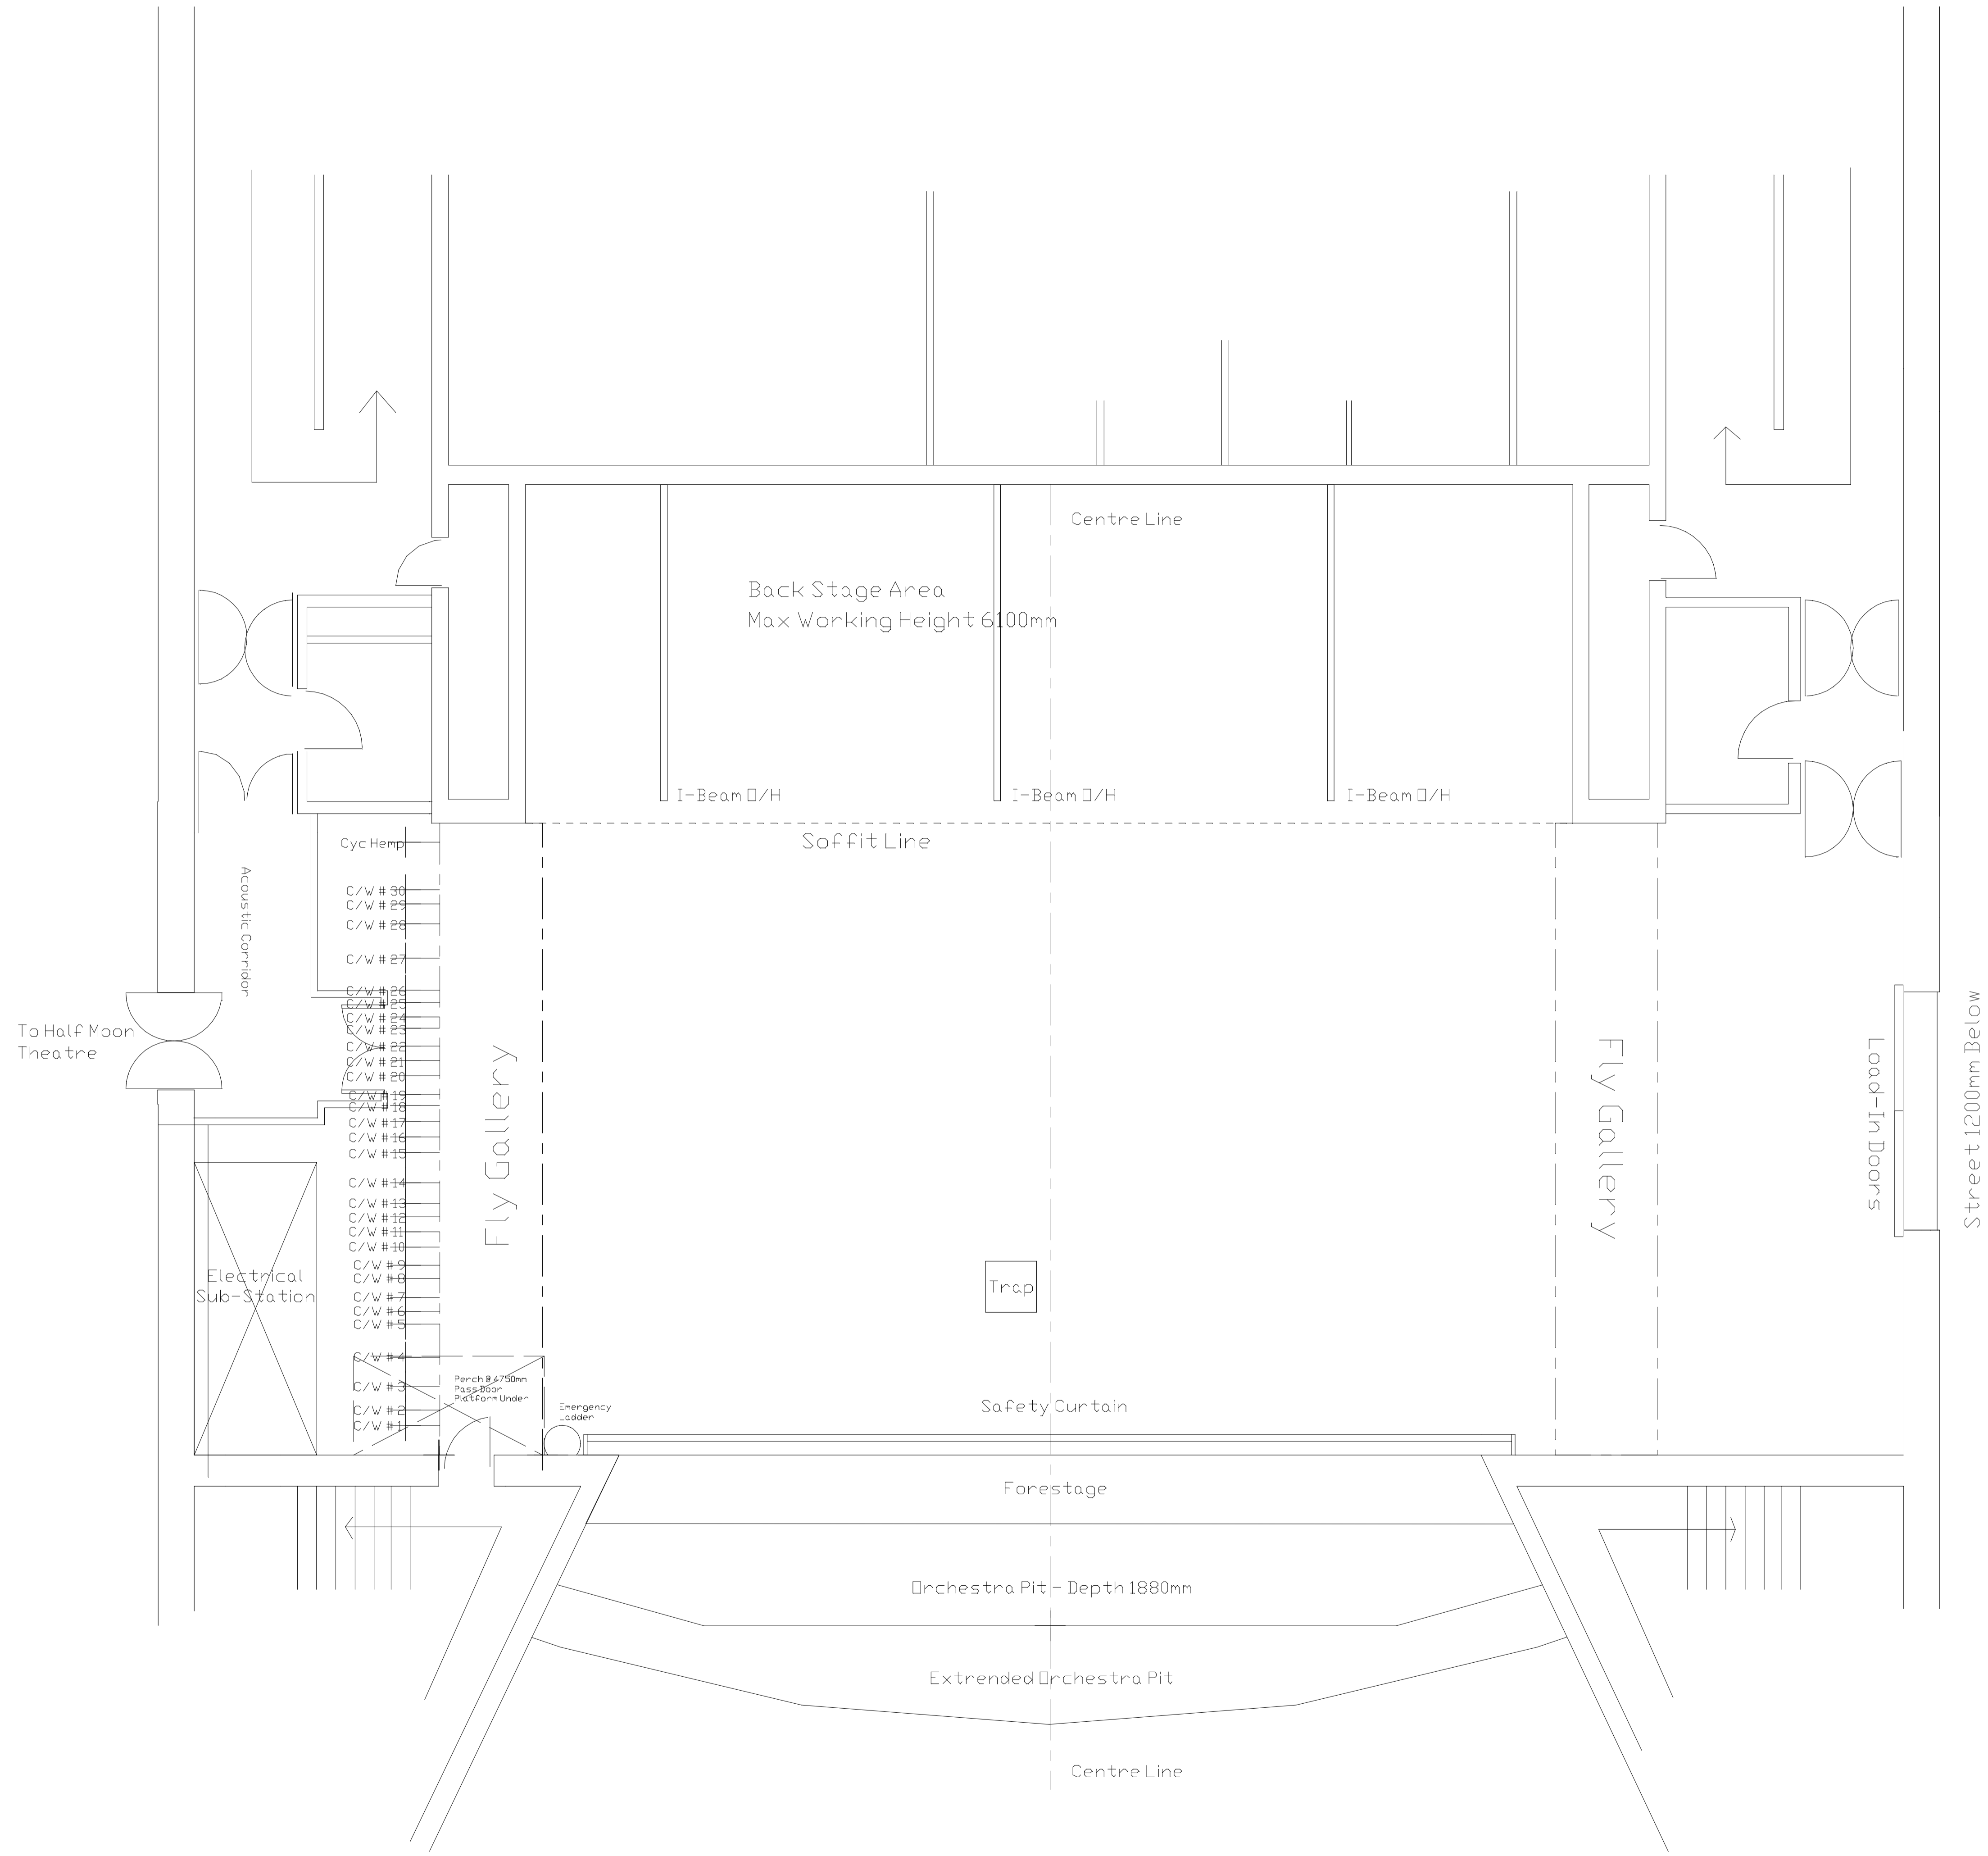 Centre Line
Back Stage Area
Max Working Height 6100mm
I-Beam O/H
I-Beam O/H
I-Beam O/H
Soffit Line
Cyc Hemp
C/W # 30
C/W # 29
C/W # 28
C/W # 27
C/W # 26
C/W # 25
C/W # 24
C/W # 23
C/W # 22
C/W # 21
C/W # 20
C/W # 19
C/W # 18
C/W # 17
C/W # 16
C/W # 15
C/W # 14
C/W # 13
C/W # 12
C/W # 11
C/W # 10
C/W # 9
C/W # 8
C/W # 7
C/W # 6
C/W # 5
C/W # 4
C/W # 3
C/W # 2
C/W # 1
Acoustic Corridor
To Half Moon
Theatre
Fly Gallery
Fly Gallery
Load-In Doors
Street 1200mm Below
Electrical
Sub-Station
Trap
Perch @ 4750mm
Pass Door
Platform Under
Emergency
Ladder
Safety Curtain
Forestage
Orchestra Pit - Depth 1880mm
Extrended Orchestra Pit
Centre Line